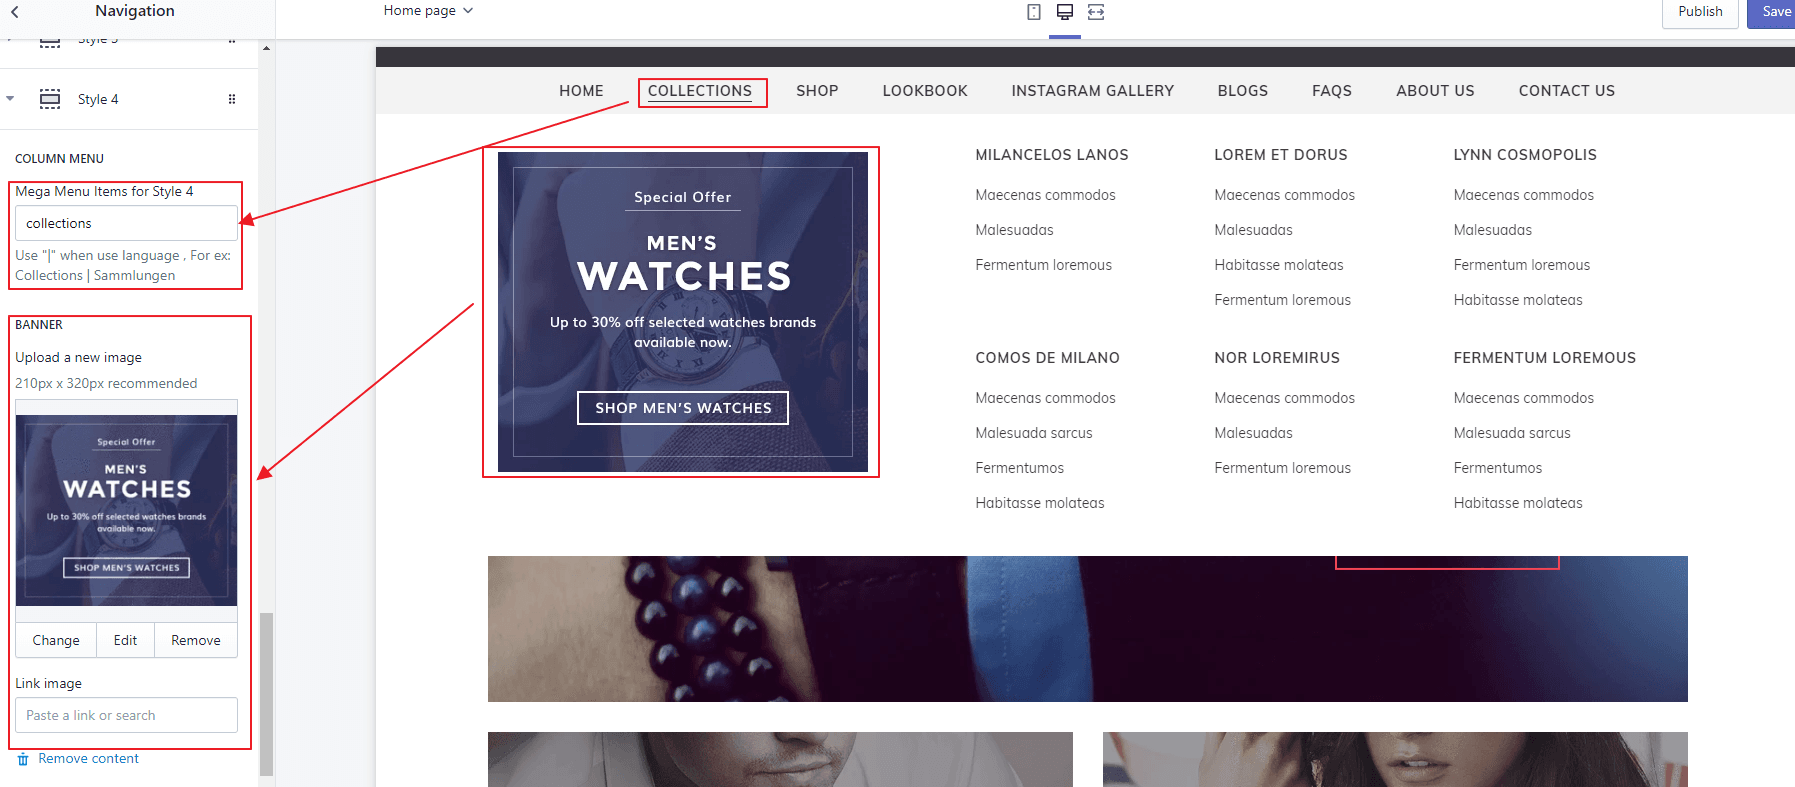 Navigation
Home page
Publish
Save
Style 4
COLUMN MENU
Mega Menu Items for Style 4
collections
Use "|" when use language , For ex:
Collections | Sammlungen
BANNER
Upload a new image
210px x 320px recommended
Special Offer
MEN'S
WATCHES
Up to 30% off selected watches brands
available now.
SHOP MEN'S WATCHES
Change Edit Remove
Link image
Paste a link or search
Remove content
HOME COLLECTIONS SHOP LOOKBOOK INSTAGRAM GALLERY BLOGS FAQS ABOUT US CONTACT US
Special Offer
MEN'S
WATCHES
Up to 30% off selected watches brands
available now.
SHOP MEN'S WATCHES
MILANCELOS LANOS
Maecenas commodos
Malesuadas
Fermentum loremous
LOREM ET DORUS
Maecenas commodos
Malesuadas
Habitasse molateas
Fermentum loremous
LYNN COSMOPOLIS
Maecenas commodos
Malesuadas
Fermentum loremous
Habitasse molateas
COMOS DE MILANO
Maecenas commodos
Malesuada sarcus
Fermentumos
Habitasse molateas
NOR LOREMIRUS
Maecenas commodos
Malesuadas
Fermentum loremous
FERMENTUM LOREMOUS
Maecenas commodos
Malesuada sarcus
Fermentumos
Habitasse molateas